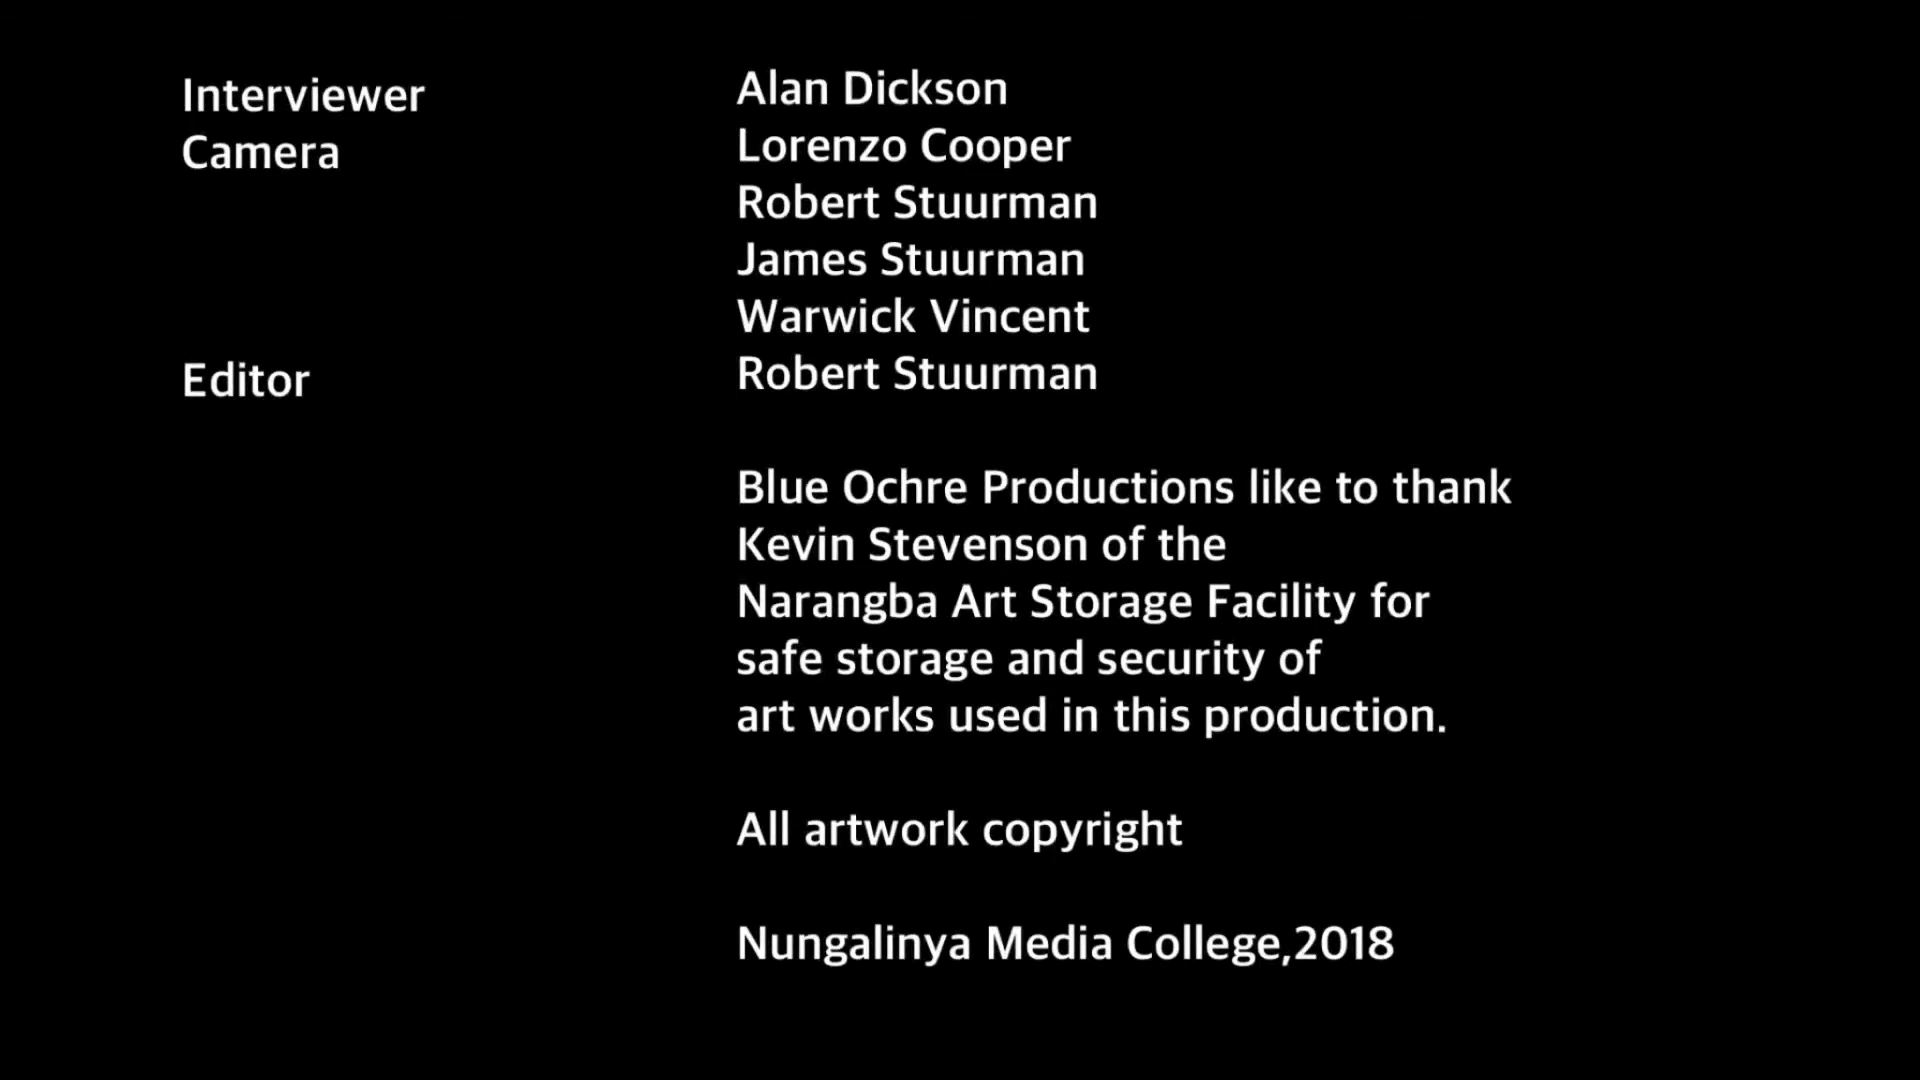 Interviewer Alan Dickson
Camera Lorenzo Cooper
Robert Stuurman
James Stuurman
Warwick Vincent
Editor Robert Stuurman
Blue Ochre Productions like to thank
Kevin Stevenson of the
Narangba Art Storage Facility for
safe storage and security of
art works used in this production.
All artwork copyright
Nungalinya Media College,2018